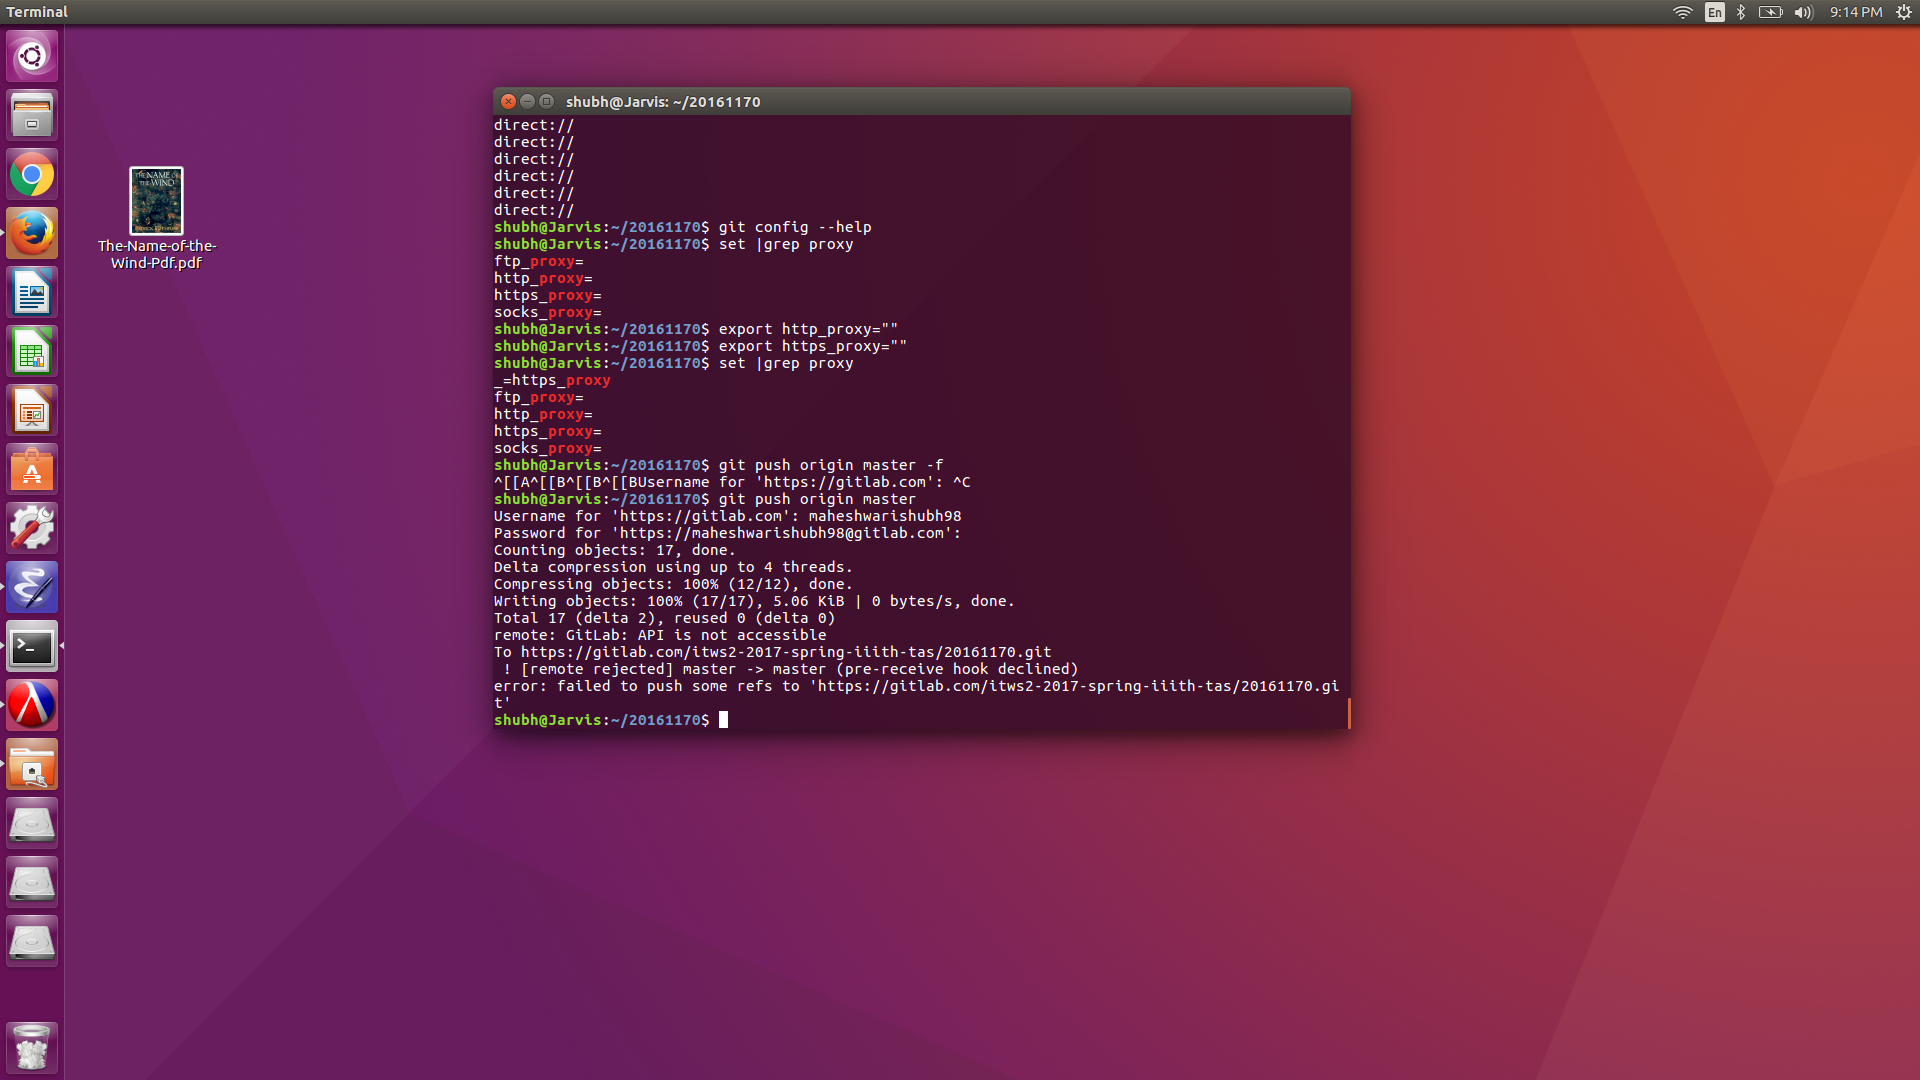 Terminal
En
9:14 PM
THE NAME OF
THE WIND
The-Name-of-the-
Wind-Pdf.pdf
shubh@Jarvis: ~/20161170
direct://
direct://
direct://
direct://
direct://
direct://
shubh@Jarvis:~/20161170$ git config --help
shubh@Jarvis:~/20161170$ set |grep proxy
ftp_proxy=
http_proxy=
https_proxy=
socks_proxy=
shubh@Jarvis:~/20161170$ export http_proxy=""
shubh@Jarvis:~/20161170$ export https_proxy=""
shubh@Jarvis:~/20161170$ set |grep proxy
_=https_proxy
ftp_proxy=
http_proxy=
https_proxy=
socks_proxy=
shubh@Jarvis:~/20161170$ git push origin master -f
^[[A^[[B^[[B^[[BUsername for 'https://gitlab.com': ^C
shubh@Jarvis:~/20161170$ git push origin master
Username for 'https://gitlab.com': maheshwarishubh98
Password for 'https://maheshwarishubh98@gitlab.com':
Counting objects: 17, done.
Delta compression using up to 4 threads.
Compressing objects: 100% (12/12), done.
Writing objects: 100% (17/17), 5.06 KiB | 0 bytes/s, done.
Total 17 (delta 2), reused 0 (delta 0)
remote: GitLab: API is not accessible
To https://gitlab.com/itws2-2017-spring-iiith-tas/20161170.git
 ! [remote rejected] master -> master (pre-receive hook declined)
error: failed to push some refs to 'https://gitlab.com/itws2-2017-spring-iiith-tas/20161170.gi
t'
shubh@Jarvis:~/20161170$